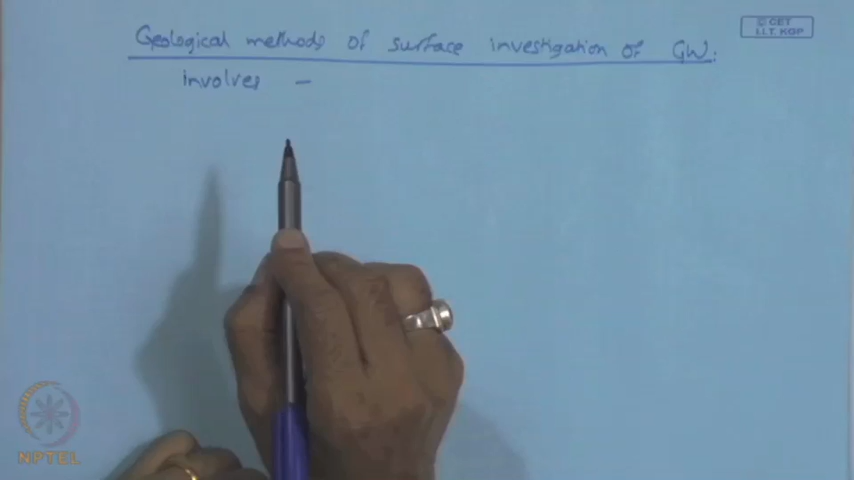 Geological methods of surface investigation of GW.
involves –
© CET
I.I.T. KGP
NPTEL